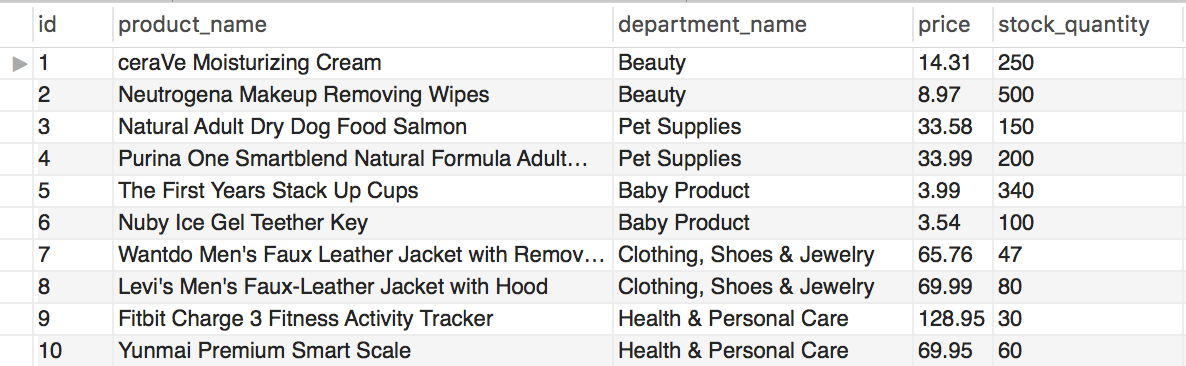 id product_name department_name price stock_quantity
1 ceraVe Moisturizing Cream Beauty 14.31 250
2 Neutrogena Makeup Removing Wipes Beauty 8.97 500
3 Natural Adult Dry Dog Food Salmon Pet Supplies 33.58 150
4 Purina One Smartblend Natural Formula Adult... Pet Supplies 33.99 200
5 The First Years Stack Up Cups Baby Product 3.99 340
6 Nuby Ice Gel Teether Key Baby Product 3.54 100
7 Wantdo Men's Faux Leather Jacket with Remov... Clothing, Shoes & Jewelry 65.76 47
8 Levi's Men's Faux-Leather Jacket with Hood Clothing, Shoes & Jewelry 69.99 80
9 Fitbit Charge 3 Fitness Activity Tracker Health & Personal Care 128.95 30
10 Yunmai Premium Smart Scale Health & Personal Care 69.95 60